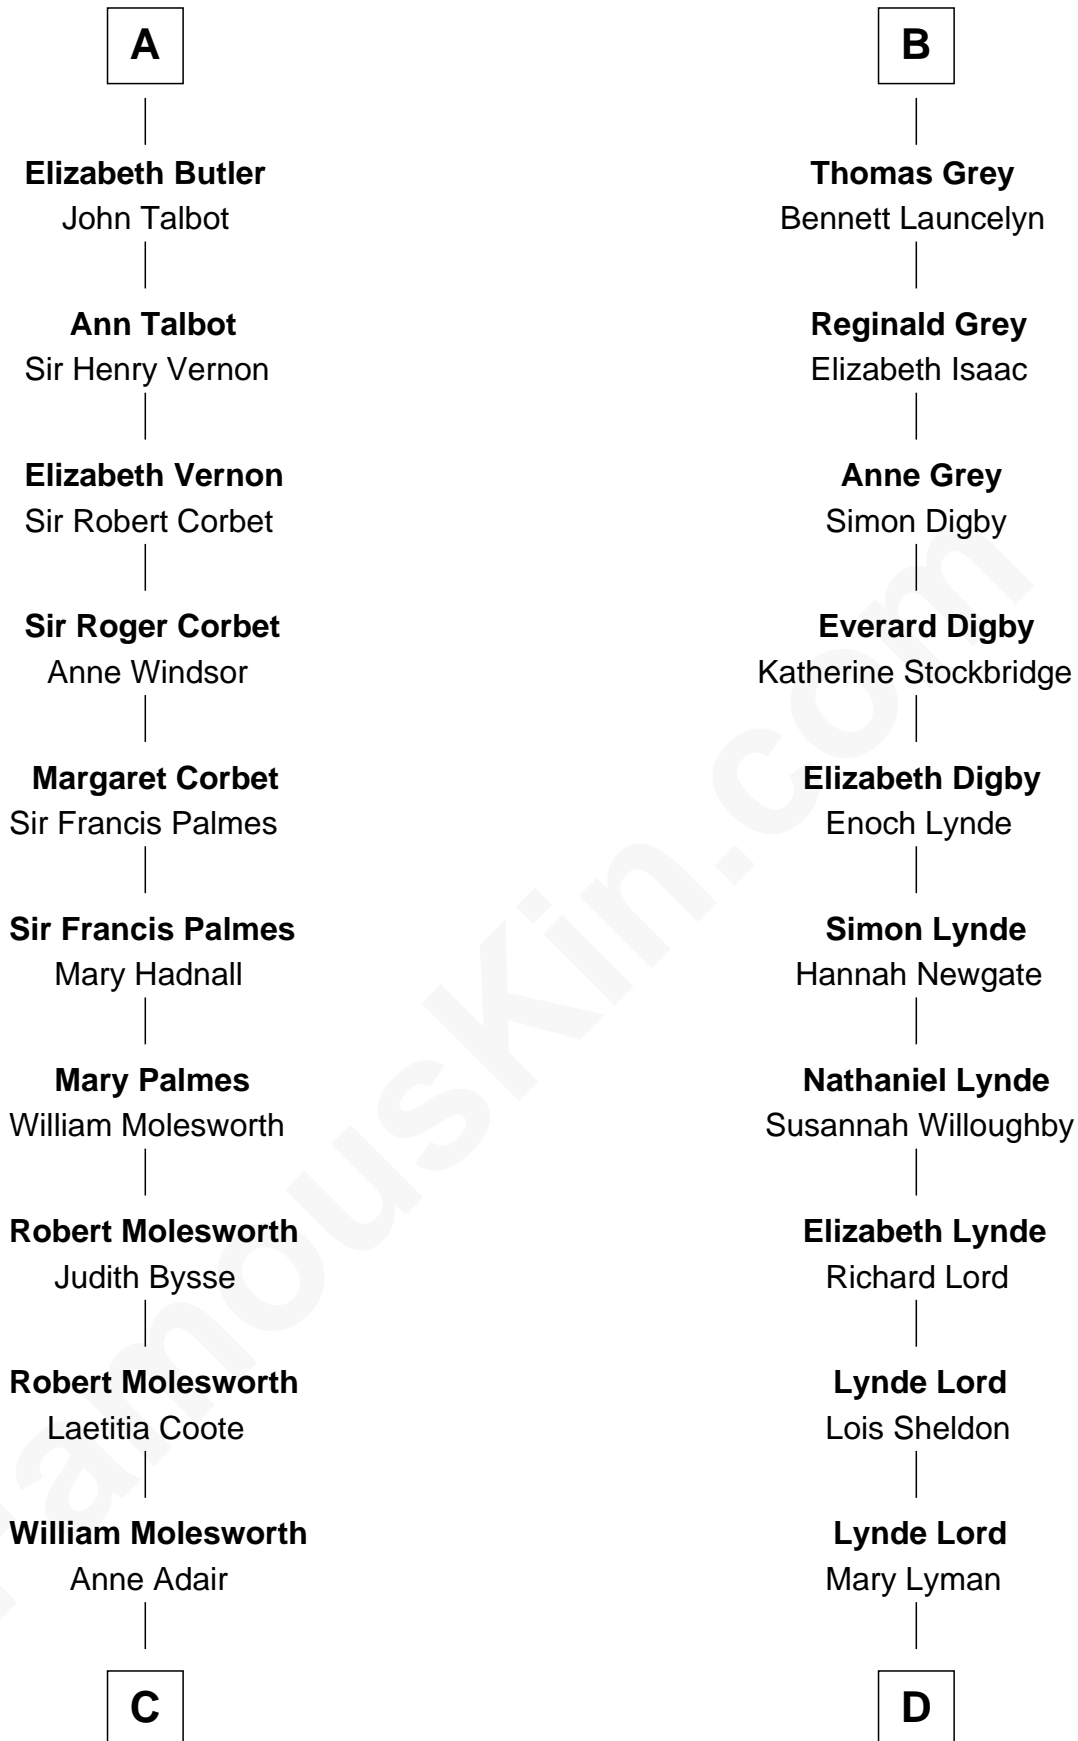 A
Elizabeth Butler
John Talbot
Ann Talbot
Sir Henry Vernon
Elizabeth Vernon
Sir Robert Corbet
Sir Roger Corbet
Anne Windsor
Margaret Corbet
Sir Francis Palmes
Sir Francis Palmes
Mary Hadnall
Mary Palmes
William Molesworth
Robert Molesworth
Judith Bysse
Robert Molesworth
Laetitia Coote
William Molesworth
Anne Adair
C
B
Thomas Grey
Bennett Launcelyn
Reginald Grey
Elizabeth Isaac
Anne Grey
Simon Digby
Everard Digby
Katherine Stockbridge
Elizabeth Digby
Enoch Lynde
Simon Lynde
Hannah Newgate
Nathaniel Lynde
Susannah Willoughby
Elizabeth Lynde
Richard Lord
Lynde Lord
Lois Sheldon
Lynde Lord
Mary Lyman
D
FamousKin.com